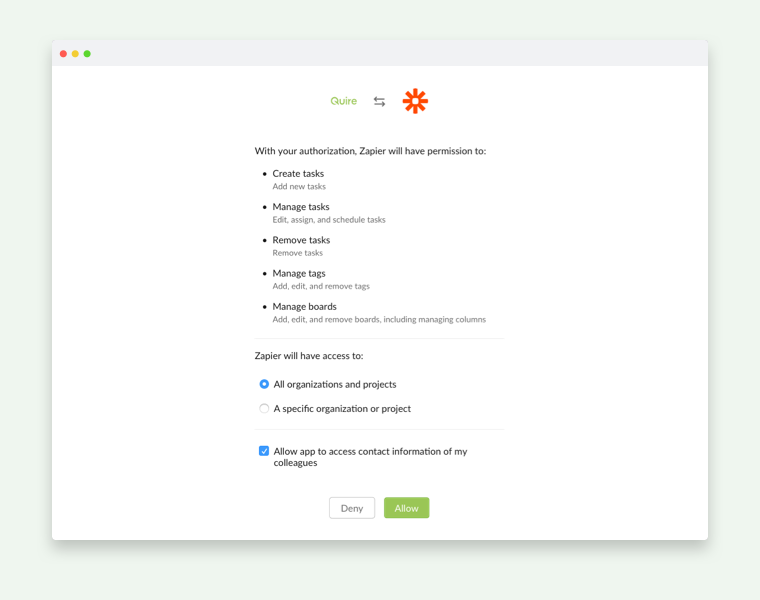 Quire
With your authorization, Zapier will have permission to:
Create tasks
Add new tasks
Manage tasks
Edit, assign, and schedule tasks
Remove tasks
Remove tasks
Manage tags
Add, edit, and remove tags
Manage boards
Add, edit, and remove boards, including managing columns
Zapier will have access to:
All organizations and projects
A specific organization or project
Allow app to access contact information of my
colleagues
Deny Allow